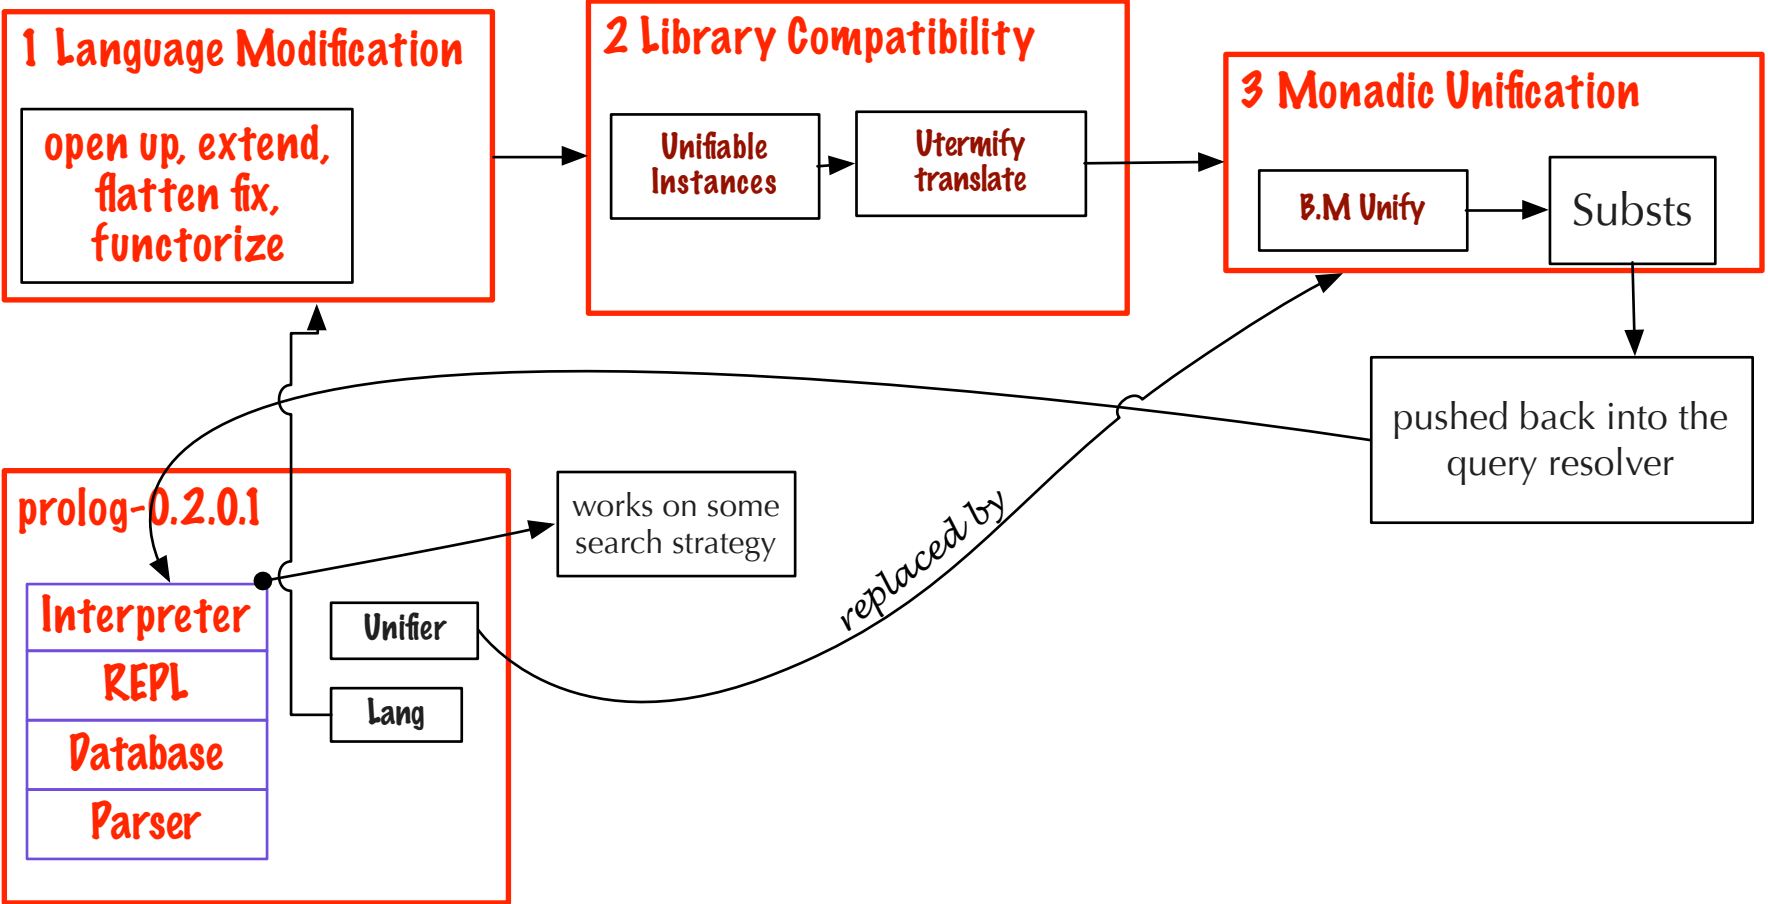 1 Language Modification
open up, extend,
flatten fix,
functorize
2 Library Compatibility
Unifiable
Instances
Utermify
translate
3 Monadic Unification
B.M Unify
Substs
pushed back into the
query resolver
prolog-0.2.0.1
works on some
search strategy
replaced by
Interpreter
REPL
Database
Parser
Unifier
Lang